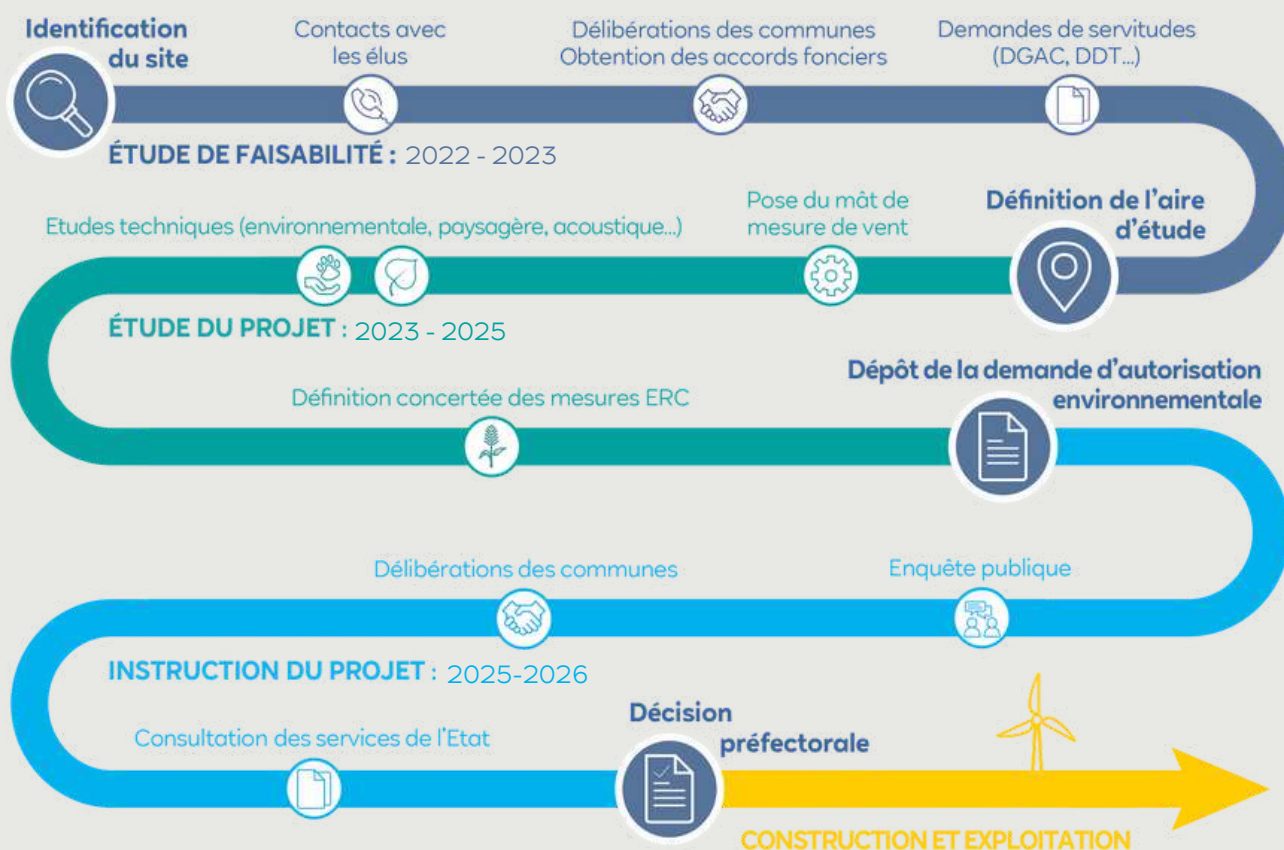 Identification
du site
Contacts avec
les élus
Délibérations des communes
Obtention des accords fonciers
Demandes de servitudes
(DGAC, DDT...)
ÉTUDE DE FAISABILITÉ : 2022 - 2023
Définition de l'aire
d'étude
Pose du mât de
mesure de vent
Etudes techniques (environnementale, paysagère, acoustique...)
ÉTUDE DU PROJET : 2023 - 2025
Définition concertée des mesures ERC
Dépôt de la demande d'autorisation
environnementale
Enquête publique
Délibérations des communes
INSTRUCTION DU PROJET : 2025-2026
Consultation des services de l'Etat
Décision
préfectorale
CONSTRUCTION ET EXPLOITATION